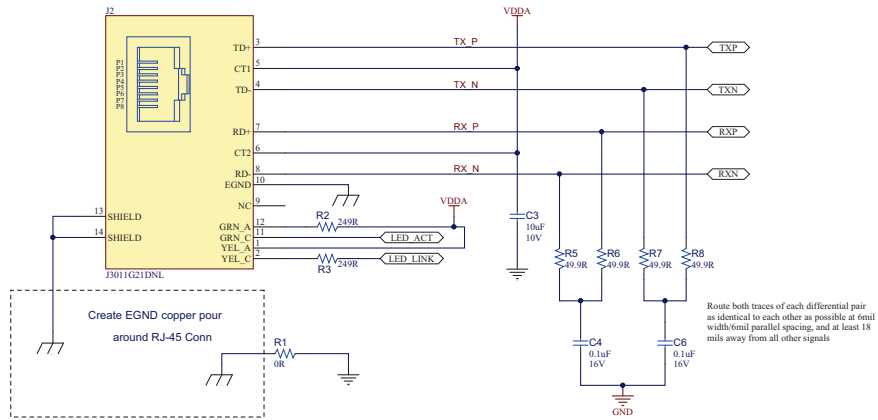 J2
VDDA
TD+
3
TX_P
TXP
P1
P2
P3
P4
P5
P6
P7
P8
CT1
5
TD-
4
TX_N
TXN
RD+
7
RX_P
RXP
CT2
6
RD-
8
RX_N
RXN
EGND
10
NC
9
VDDA
13
SHIELD
14
SHIELD
GRN_A
12
R2
249R
GRN_C
11
LED_ACT
YEL_A
1
YEL_C
2
R3
249R
LED_LINK
J3011G21DNL
C3
10uF
10V
R5
49.9R
R6
49.9R
R7
49.9R
R8
49.9R
Create EGND copper pour
around RJ-45 Conn
R1
0R
C4
0.1uF
16V
C6
0.1uF
16V
GND
Route both traces of each differential pair
as identical to each other as possible at 6mil
width/6mil parallel spacing, and at least 18
mils away from all other signals